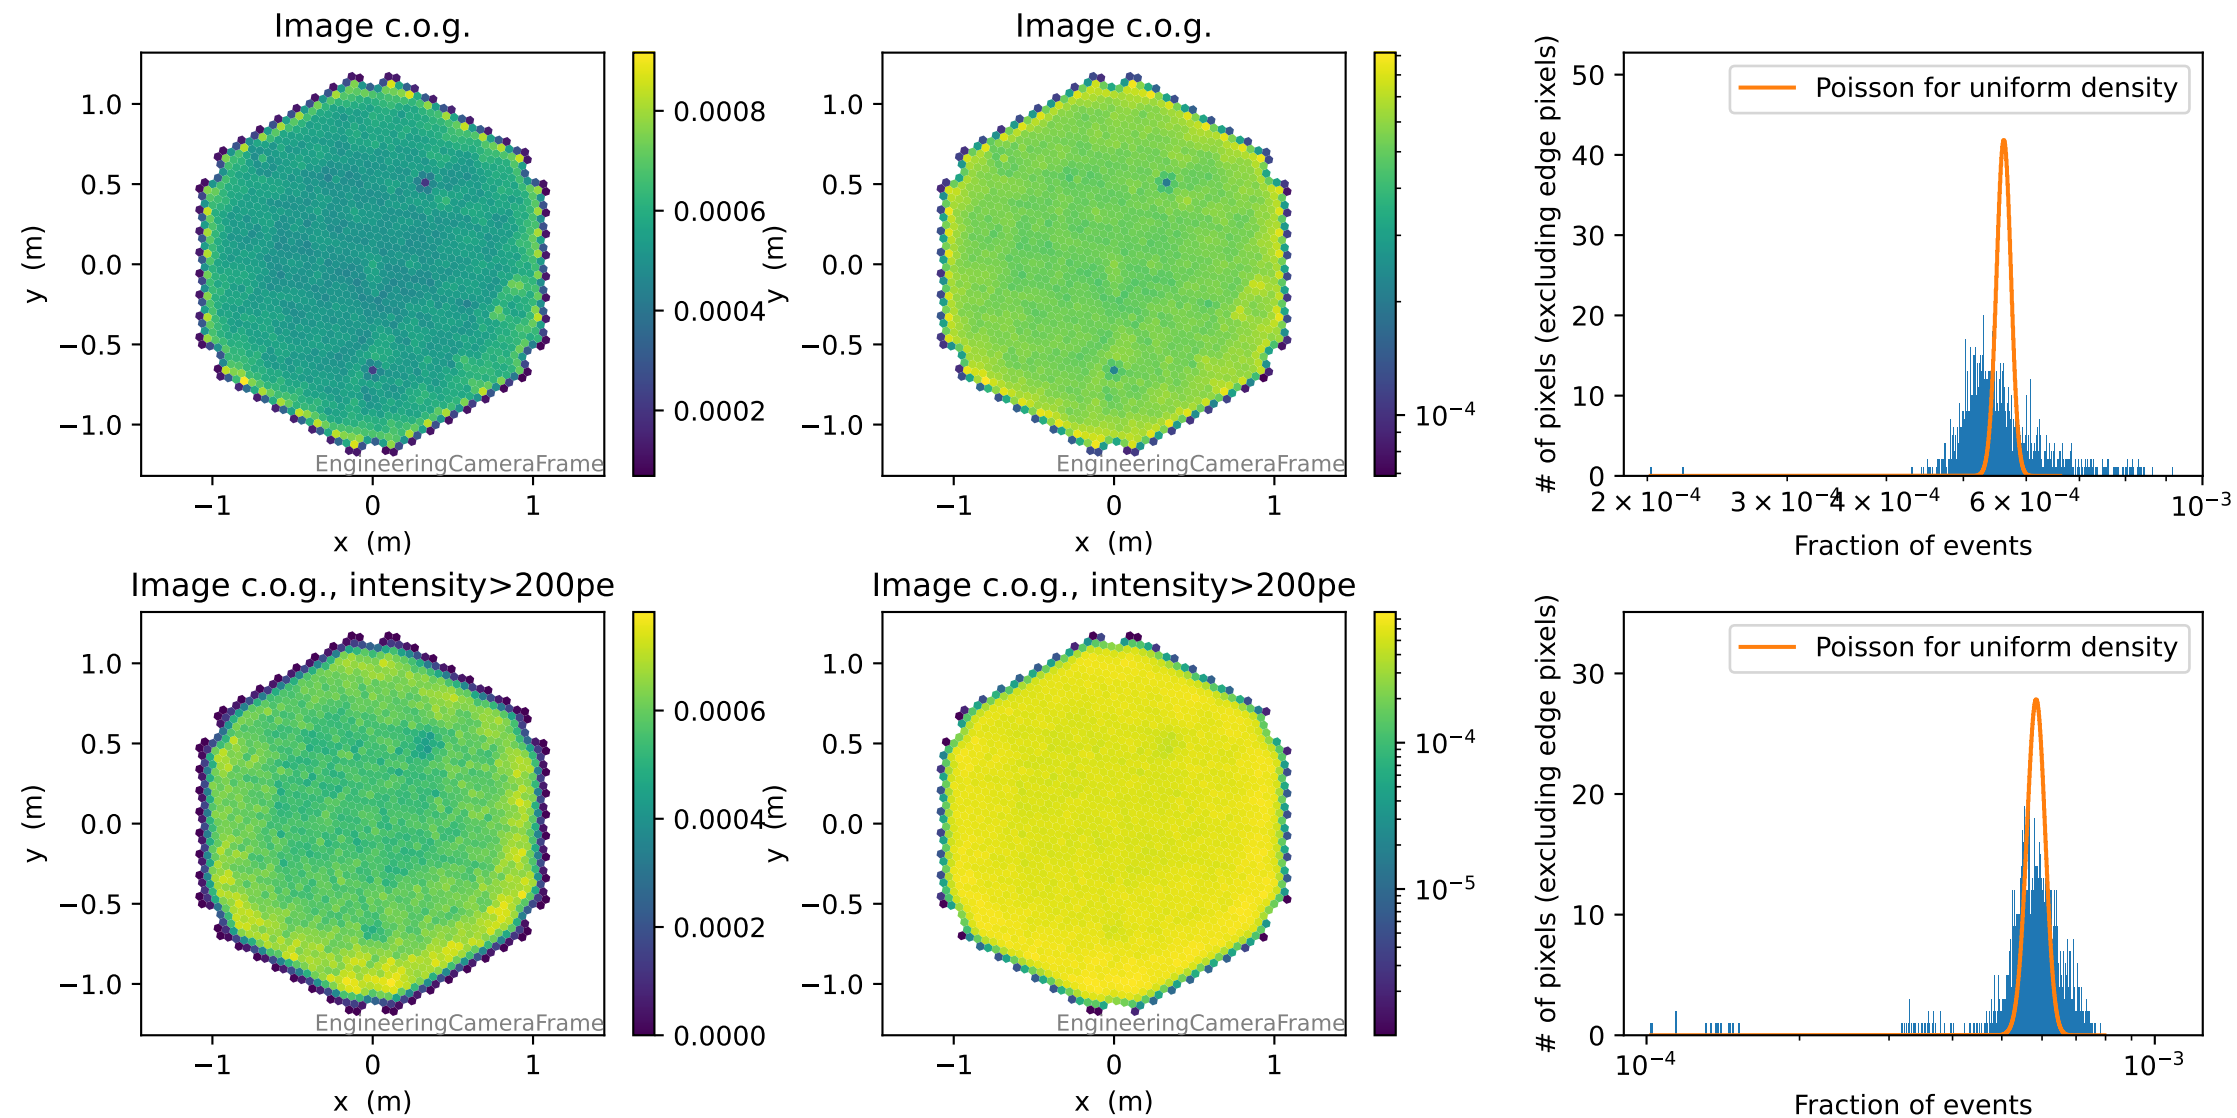 Image c.o.g.
y (m)
1.0
0.5
0.0
−0.5
−1.0
−1
0
1
x (m)
EngineeringCameraFrame
0.0008
0.0006
0.0004
0.0002
Image c.o.g.
y (m)
1.0
0.5
0.0
−0.5
−1.0
−1
0
1
x (m)
EngineeringCameraFrame
10⁻⁴
# of pixels (excluding edge pixels)
50
40
30
20
10
0
Poisson for uniform density
2 × 10⁻⁴
3 × 10⁻⁴
4 × 10⁻⁴
6 × 10⁻⁴
10⁻³
Fraction of events
Image c.o.g., intensity>200pe
y (m)
1.0
0.5
0.0
−0.5
−1.0
−1
0
1
x (m)
EngineeringCameraFrame
0.0006
0.0004
0.0002
0.0000
Image c.o.g., intensity>200pe
y (m)
1.0
0.5
0.0
−0.5
−1.0
−1
0
1
x (m)
EngineeringCameraFrame
10⁻⁴
10⁻⁵
# of pixels (excluding edge pixels)
30
20
10
0
Poisson for uniform density
10⁻⁴
10⁻³
Fraction of events